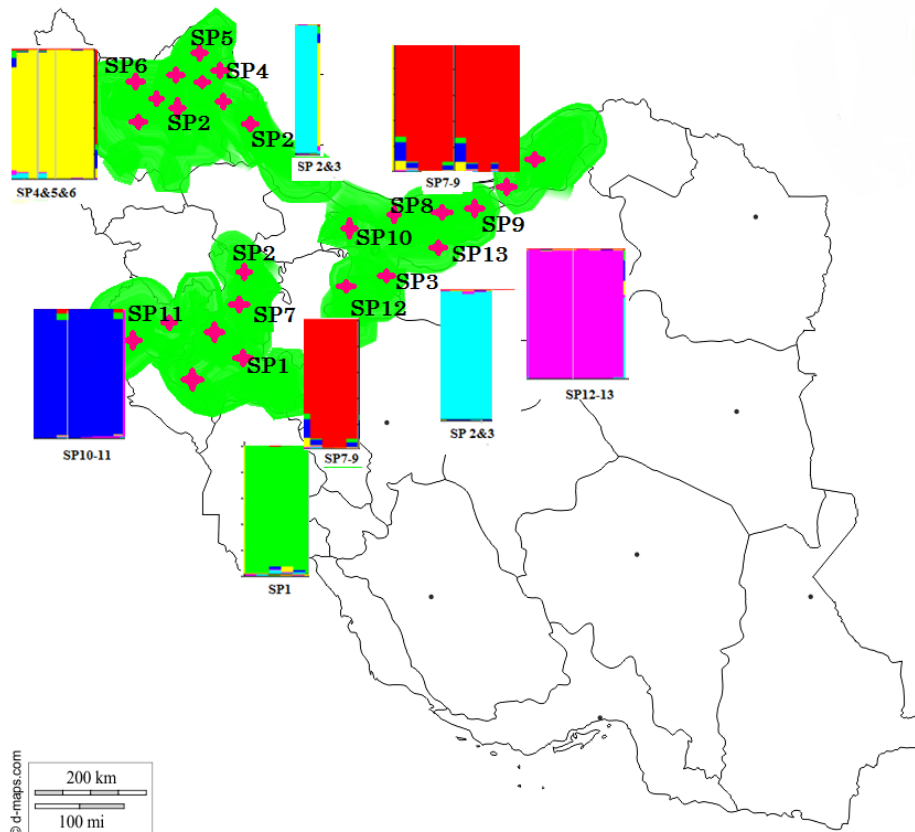 SP5
SP6
SP4
SP2
SP2
SP4&5&6
SP 2&3
SP7-9
SP8
SP9
SP10
SP13
SP2
SP3
SP12
SP7
SP11
SP1
SP10-11
SP7-9
SP 2&3
SP12-13
SP1
200 km
100 mi
© d-maps.com